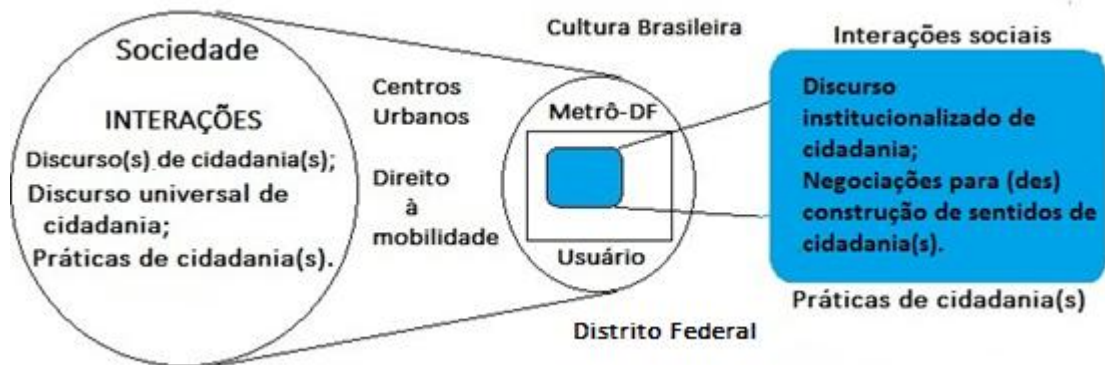 Sociedade
INTERAÇÕES
Discurso(s) de cidadania(s);
Discurso universal de
cidadania;
Práticas de cidadania(s).
Centros
Urbanos
Direito
à
mobilidade
Cultura Brasileira
Metrô-DF
Usuário
Distrito Federal
Interações sociais
Discurso
institucionalizado de
cidadania;
Negociações para (des)
construção de sentidos de
cidadania(s).
Práticas de cidadania(s)